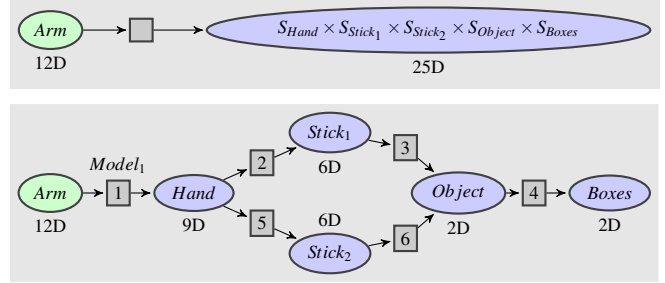 Arm
S_Hand × S_Stick₁ × S_Stick₂ × S_Object × S_Boxes
12D
25D
Model₁
Arm
1
Hand
2
Stick₁
3
Object
4
Boxes
5
Stick₂
6
12D
9D
6D
6D
2D
2D